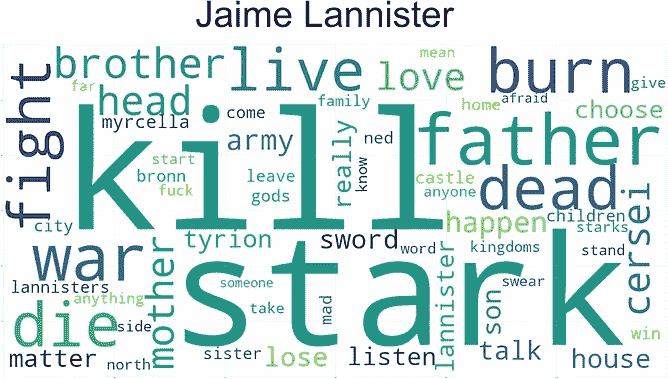 Jaime Lannister
brother live love burn
mean
give
far
head family home afraid choose
myrcella come
fight
army really ned know father
start
bronn leave
fuck gods
kill
castle
anyone dead
happen children
starks
city
tyrion sword word kingdoms stand
war
mother
stark
lannister
cersei
lannisters
anything
someone
take mad swear son
die side
win
matter north sister lose listen talk house